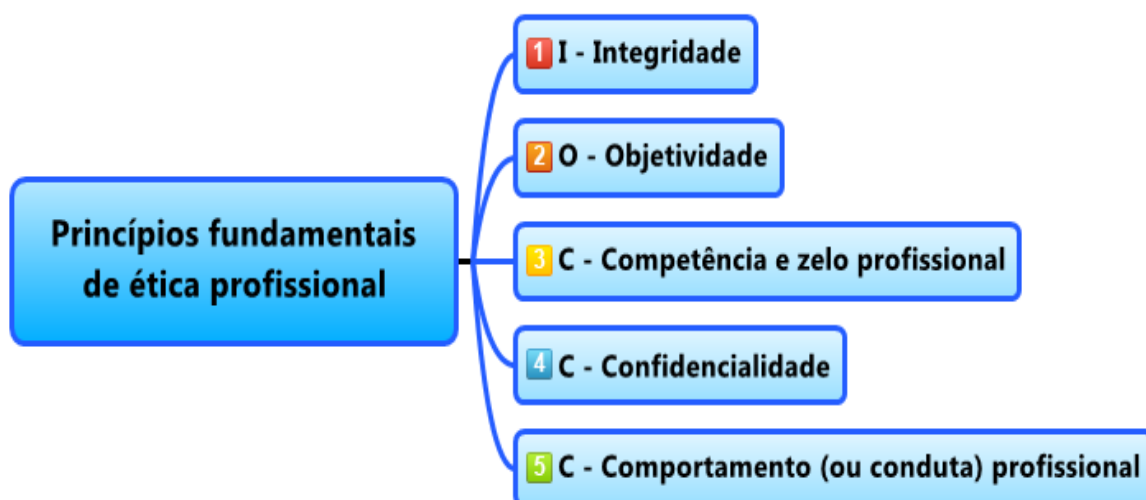 1 I - Integridade
2 O - Objetividade
Princípios fundamentais
de ética profissional
3 C - Competência e zelo profissional
4 C - Confidencialidade
5 C - Comportamento (ou conduta) profissional